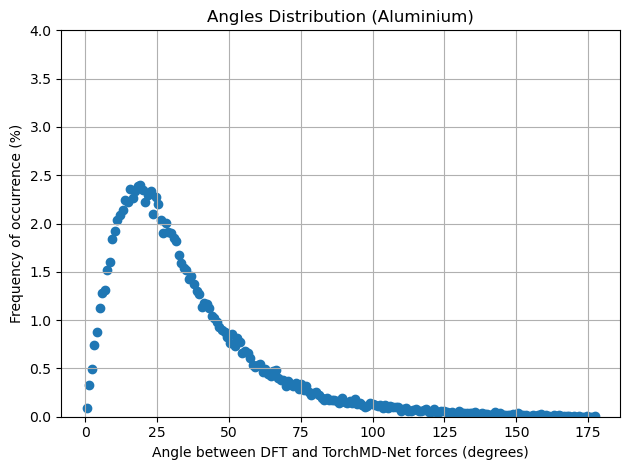 Angles Distribution (Aluminium)
Frequency of occurrence (%)
4.0
3.5
3.0
2.5
2.0
1.5
1.0
0.5
0.0
0 25 50 75 100 125 150 175
Angle between DFT and TorchMD-Net forces (degrees)